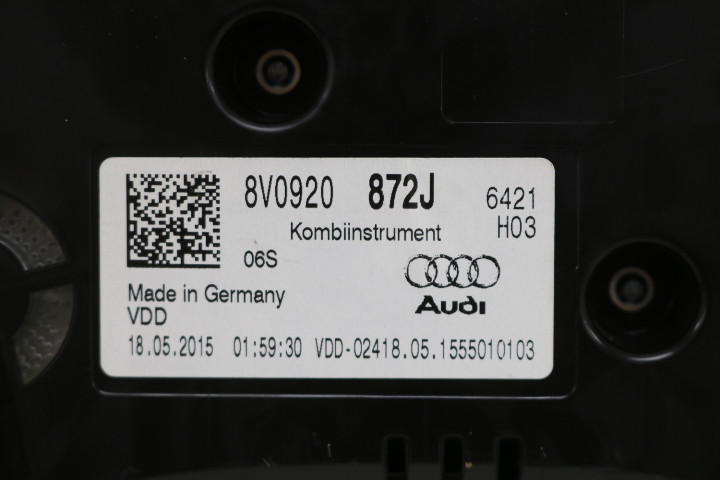 8V0920 872J 6421
Kombiinstrument H03
06S
Audi
Made in Germany
VDD
18.05.2015 01:59:30 VDD-02418.05.1555010103